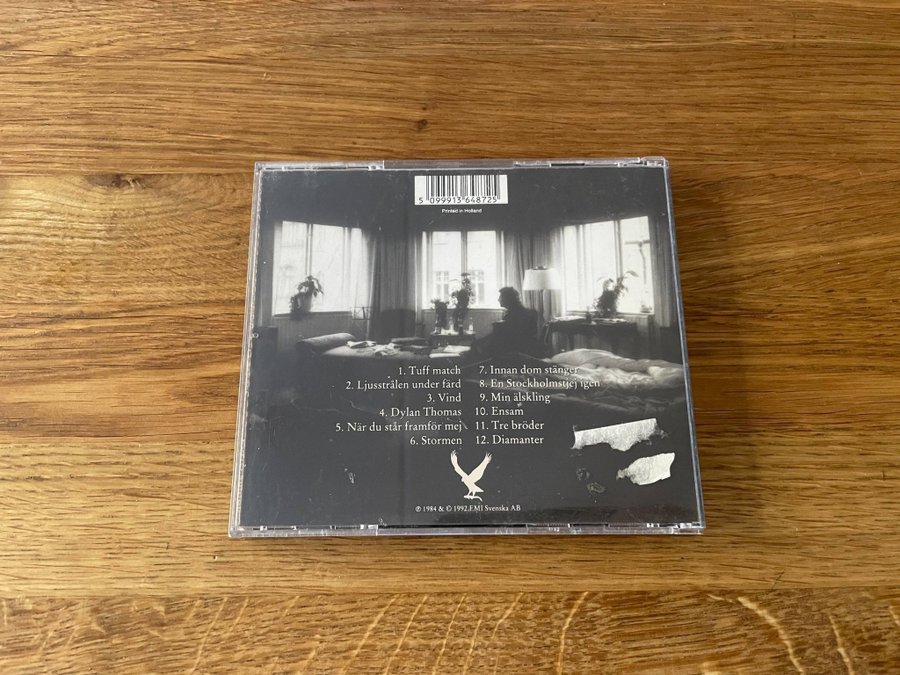 5 099913 648725
Printed in Holland
1. Tuff match
2. Ljusstrålen under färd
3. Vind
4. Dylan Thomas
5. När du står framför mej
6. Stormen
7. Innan dom stänger
8. En Stockholmstjej igen
9. Min älskling
10. Ensam
11. Tre bröder
12. Diamanter
℗ 1984 & © 1992 EMI Svenska AB